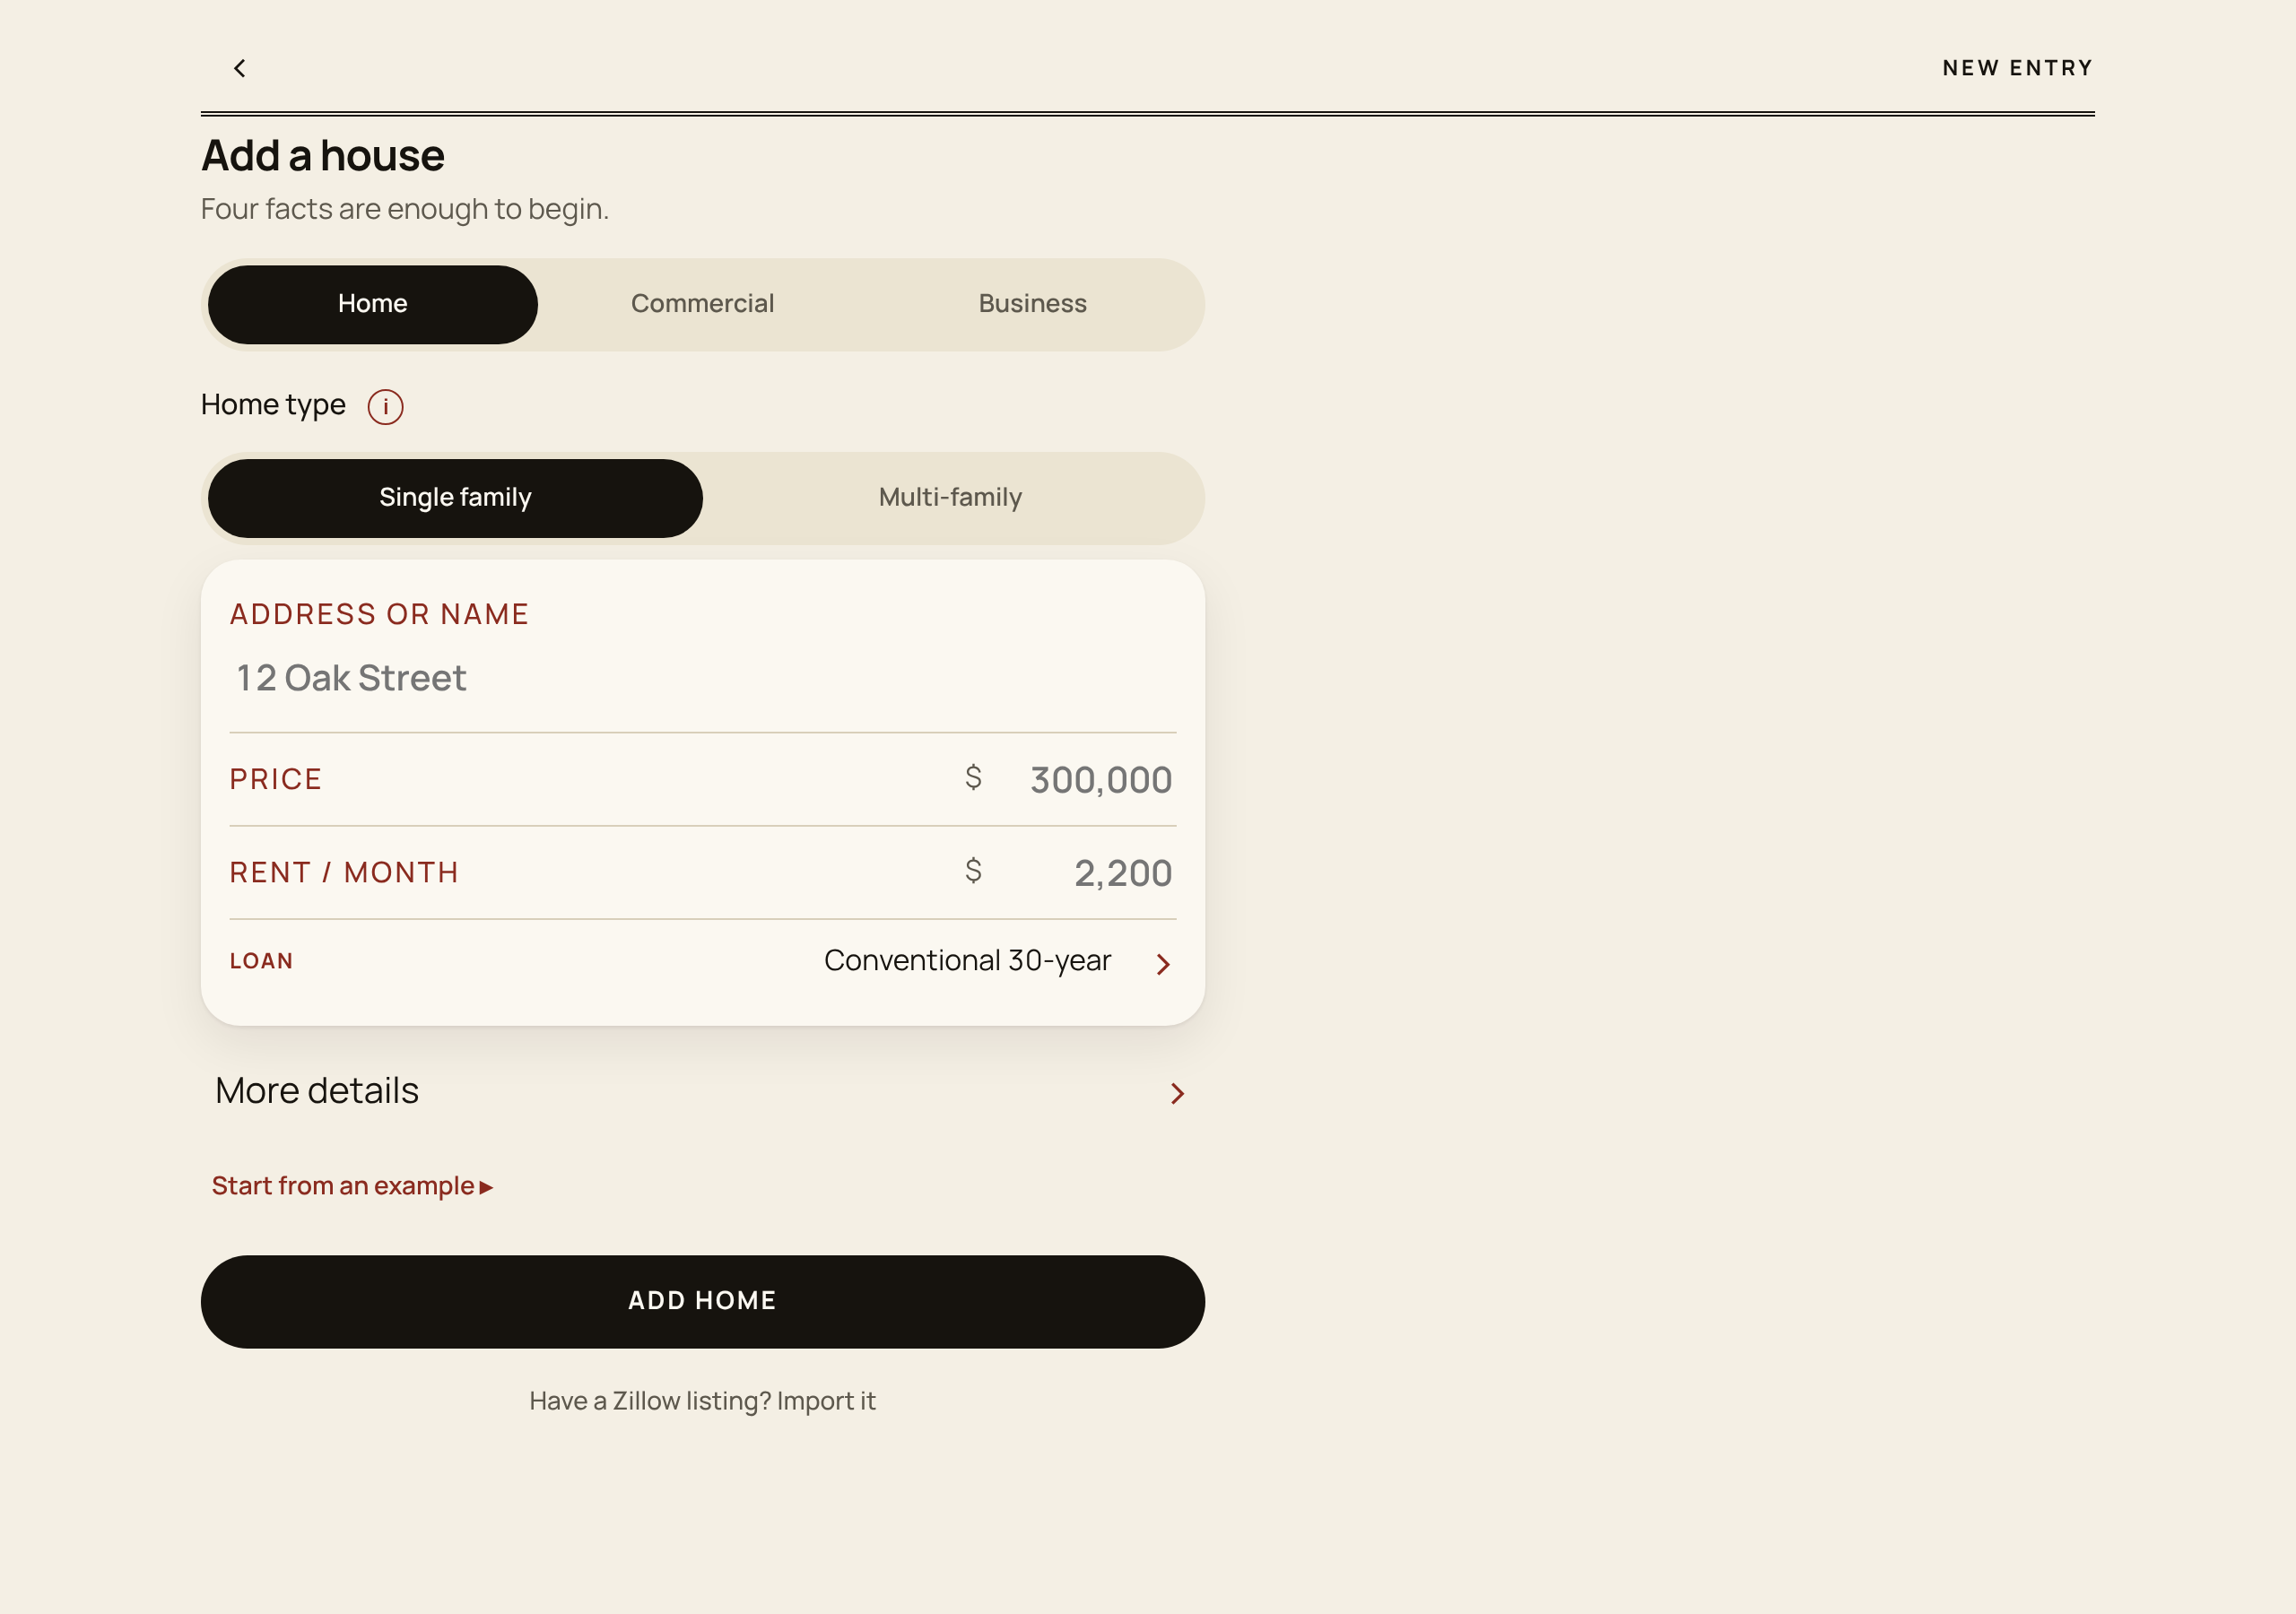 NEW ENTRY
Add a house
Four facts are enough to begin.
Home Commercial Business
Home type i
Single family Multi-family
ADDRESS OR NAME
12 Oak Street
PRICE $ 300,000
RENT / MONTH $ 2,200
LOAN Conventional 30-year
More details
Start from an example ▸
ADD HOME
Have a Zillow listing? Import it